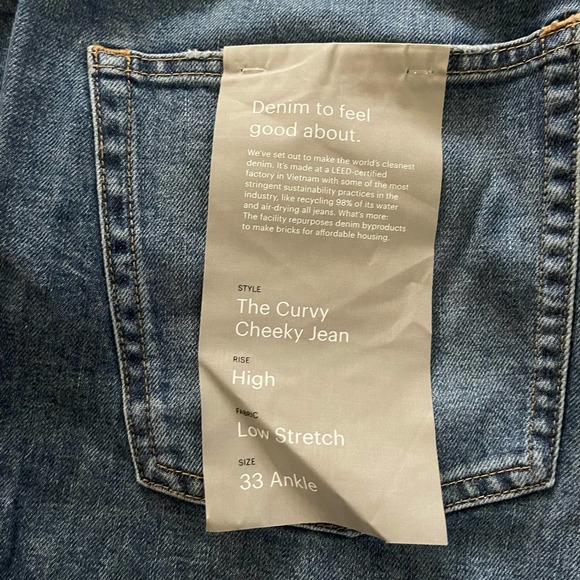 Denim to feel
good about.
We've set out to make the world's cleanest
denim. It's made at a LEED-certified
factory in Vietnam with some of the most
stringent sustainability practices in the
industry, like recycling 98% of its water
and air-drying all jeans. What's more:
The facility repurposes denim byproducts
to make bricks for affordable housing.
STYLE
The Curvy
Cheeky Jean
RISE
High
FABRIC
Low Stretch
SIZE
33 Ankle